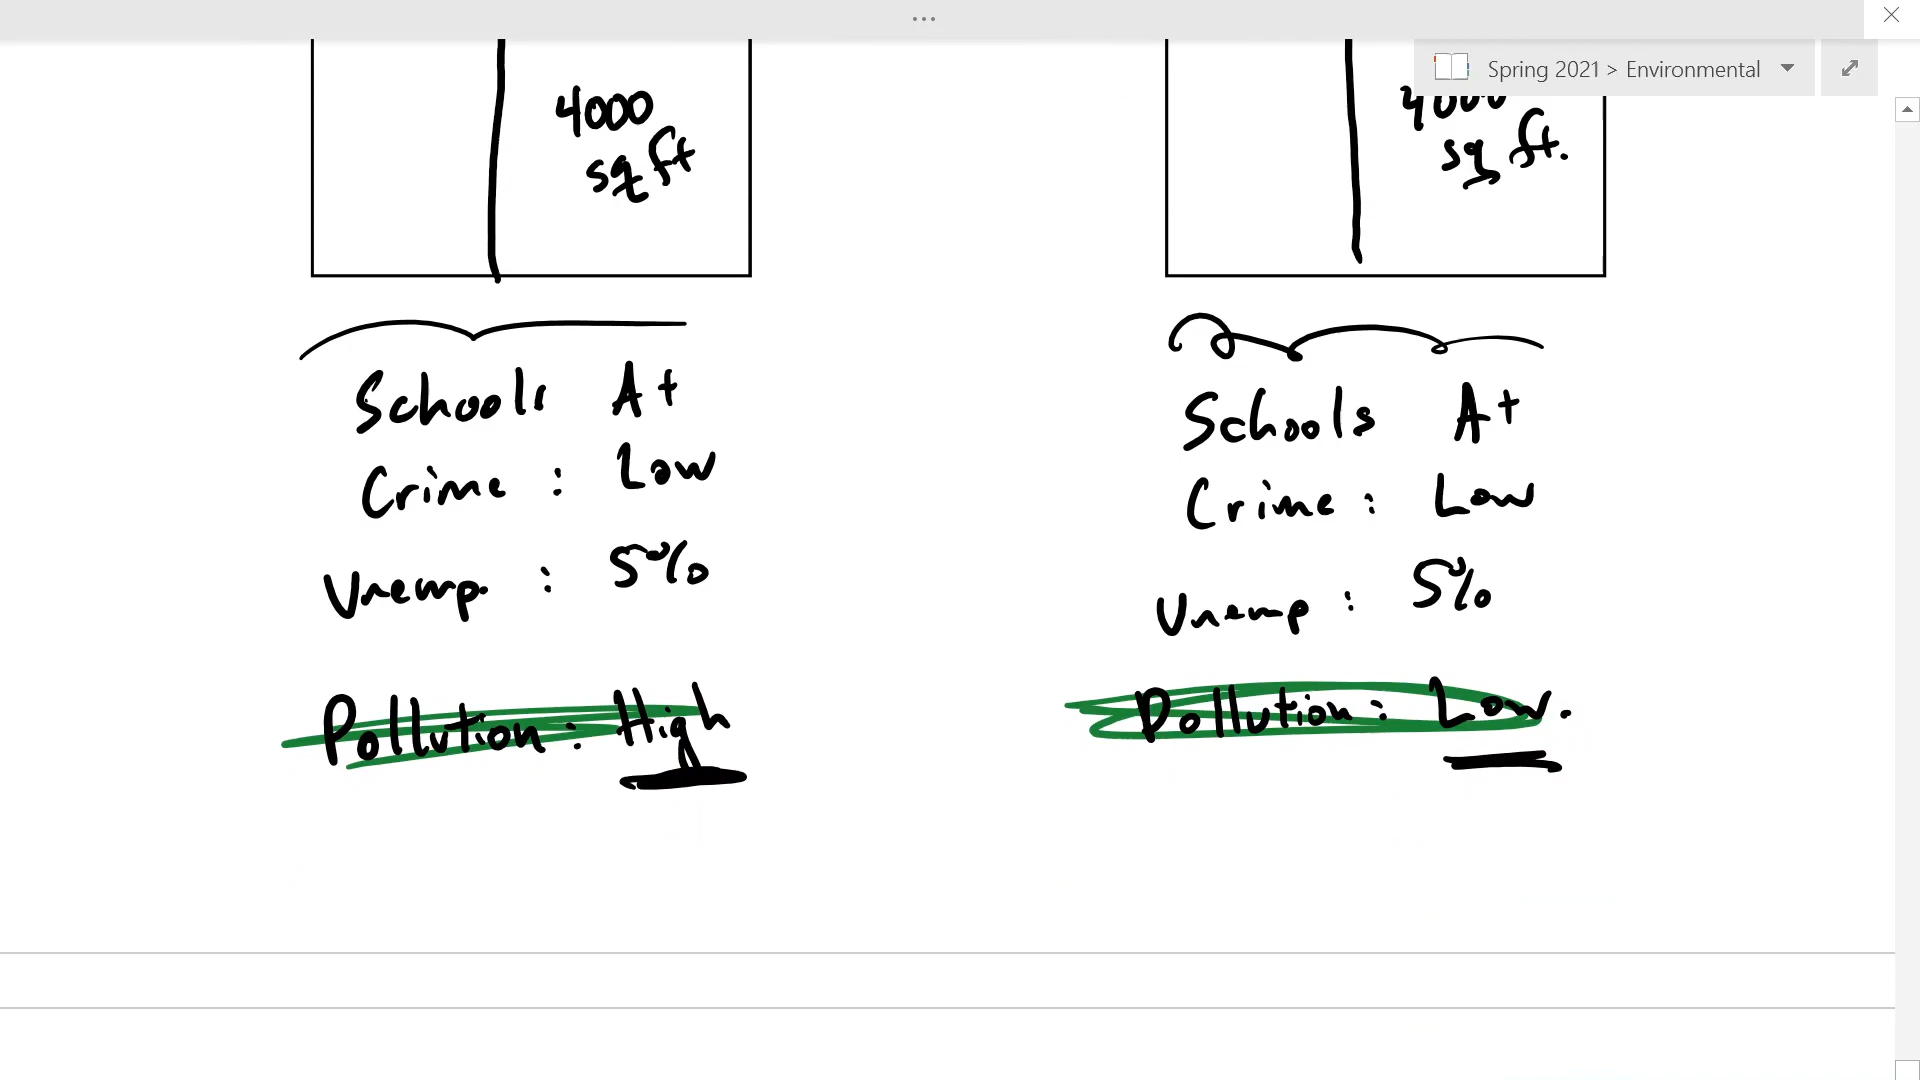 ...
Spring 2021 > Environmental
4000
sq ft
4000
sq ft.
Schools A+
Crime : Low
Unemp. : 5%
Pollution : High
Schools A+
Crime : Low
Unemp : 5%
Pollution : Low.